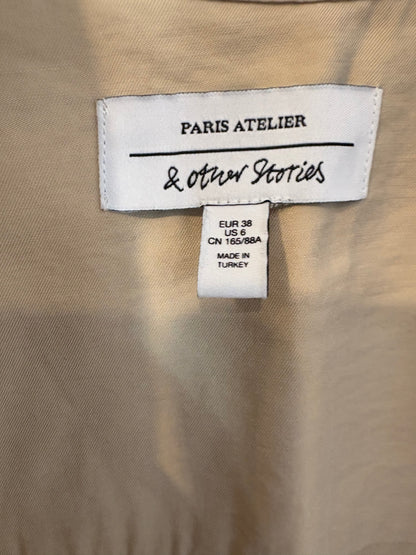 PARIS ATELIER
& other Stories
EUR 38
US 6
CN 165/88A
MADE IN
TURKEY